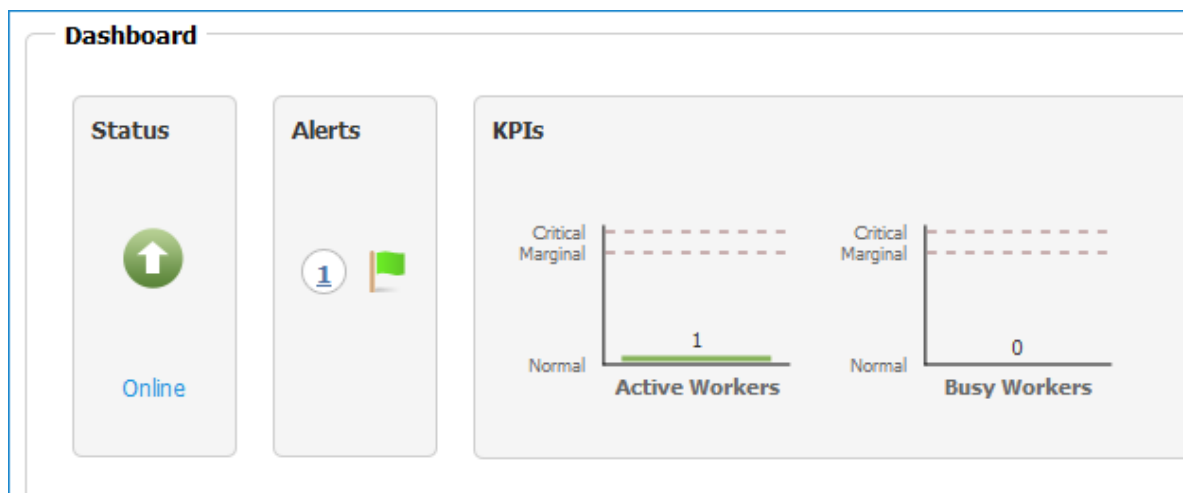 Dashboard
Status
Online
Alerts
1
KPIs
Critical
Marginal
1
Normal
Active Workers
Critical
Marginal
0
Normal
Busy Workers